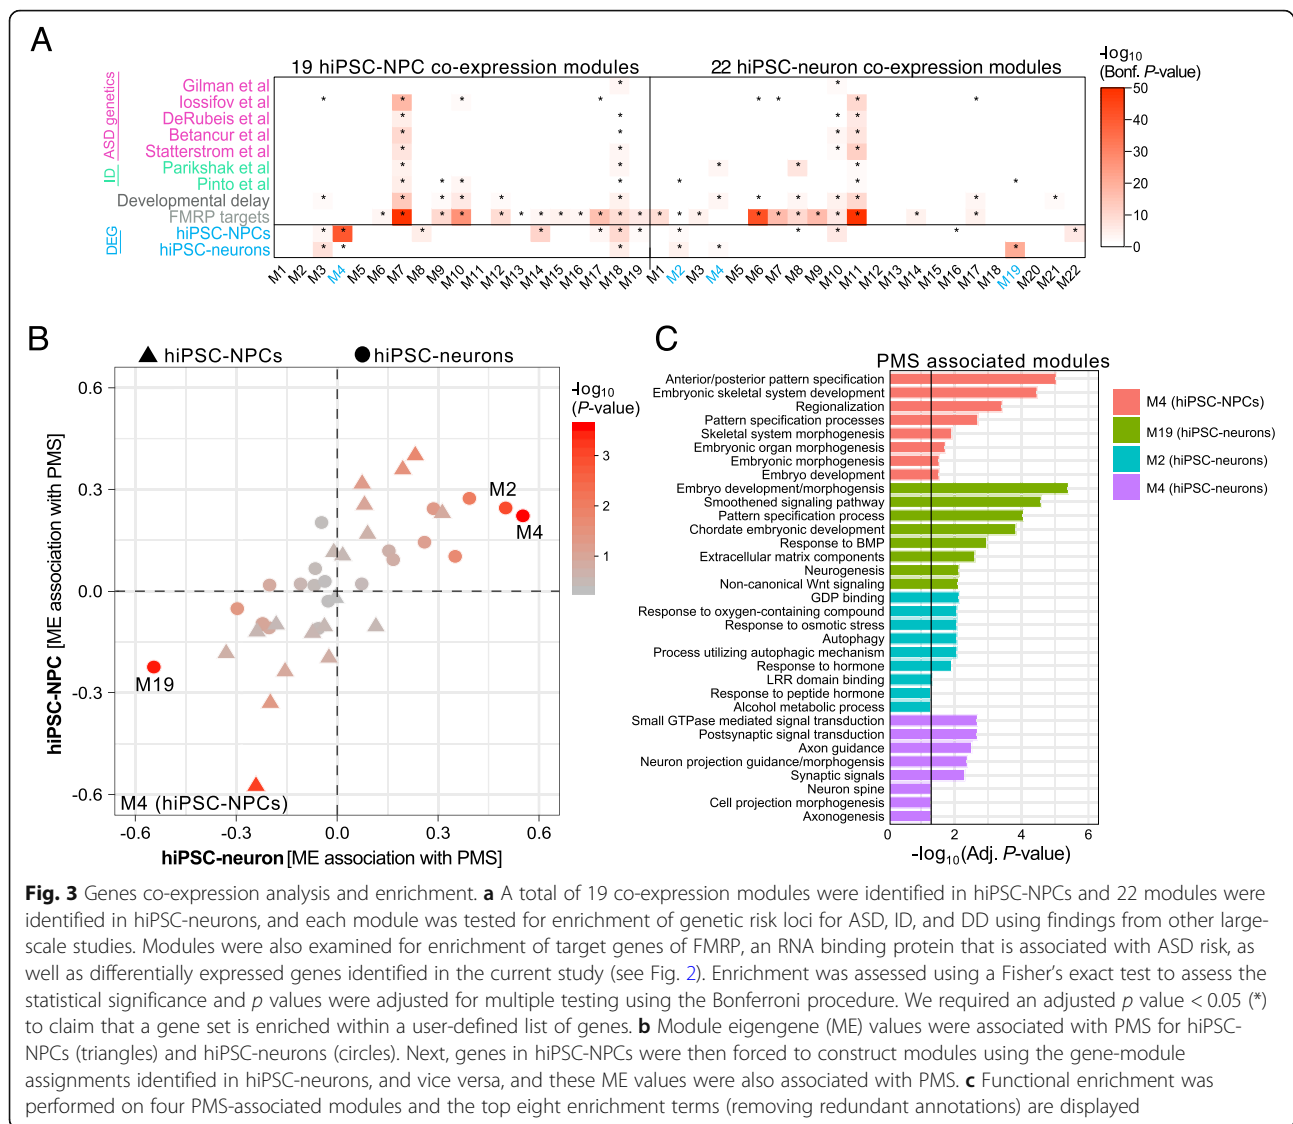 A
19 hiPSC-NPC co-expression modules
22 hiPSC-neuron co-expression modules
-log10
(Bonf. P-value)
ASD genetics
ID
DEG
Gilman et al
Iossifov et al
DeRubeis et al
Betancur et al
Statterstrom et al
Parikshak et al
Pinto et al
Developmental delay
FMRP targets
hiPSC-NPCs
hiPSC-neurons
50
40
30
20
10
0
M1 M2 M3 M4 M5 M6 M7 M8 M9 M10 M11 M12 M13 M14 M15 M16 M17 M18 M19 M1 M2 M3 M4 M5 M6 M7 M8 M9 M10 M11 M12 M13 M14 M15 M16 M17 M18 M19 M20 M21 M22
B
hiPSC-NPCs
hiPSC-neurons
-log10
(P-value)
3
2
1
hiPSC-NPC [ME association with PMS]
0.6
0.3
0.0
-0.3
-0.6
M2
M4
M19
M4 (hiPSC-NPCs)
-0.6 -0.3 0.0 0.3 0.6
hiPSC-neuron [ME association with PMS]
C
PMS associated modules
Anterior/posterior pattern specification
Embryonic skeletal system development
Regionalization
Pattern specification processes
Skeletal system morphogenesis
Embryonic organ morphogenesis
Embryonic morphogenesis
Embryo development
Embryo development/morphogenesis
Smoothened signaling pathway
Pattern specification process
Chordate embryonic development
Response to BMP
Extracellular matrix components
Neurogenesis
Non-canonical Wnt signaling
GDP binding
Response to oxygen-containing compound
Response to osmotic stress
Autophagy
Process utilizing autophagic mechanism
Response to hormone
LRR domain binding
Response to peptide hormone
Alcohol metabolic process
Small GTPase mediated signal transduction
Postsynaptic signal transduction
Axon guidance
Neuron projection guidance/morphogenesis
Synaptic signals
Neuron spine
Cell projection morphogenesis
Axonogenesis
0 2 4 6
-log10(Adj. P-value)
M4 (hiPSC-NPCs)
M19 (hiPSC-neurons)
M2 (hiPSC-neurons)
M4 (hiPSC-neurons)
Fig. 3 Genes co-expression analysis and enrichment. a A total of 19 co-expression modules were identified in hiPSC-NPCs and 22 modules were
identified in hiPSC-neurons, and each module was tested for enrichment of genetic risk loci for ASD, ID, and DD using findings from other large-
scale studies. Modules were also examined for enrichment of target genes of FMRP, an RNA binding protein that is associated with ASD risk, as
well as differentially expressed genes identified in the current study (see Fig. 2). Enrichment was assessed using a Fisher's exact test to assess the
statistical significance and p values were adjusted for multiple testing using the Bonferroni procedure. We required an adjusted p value < 0.05 (*)
to claim that a gene set is enriched within a user-defined list of genes. b Module eigengene (ME) values were associated with PMS for hiPSC-
NPCs (triangles) and hiPSC-neurons (circles). Next, genes in hiPSC-NPCs were then forced to construct modules using the gene-module
assignments identified in hiPSC-neurons, and vice versa, and these ME values were also associated with PMS. c Functional enrichment was
performed on four PMS-associated modules and the top eight enrichment terms (removing redundant annotations) are displayed